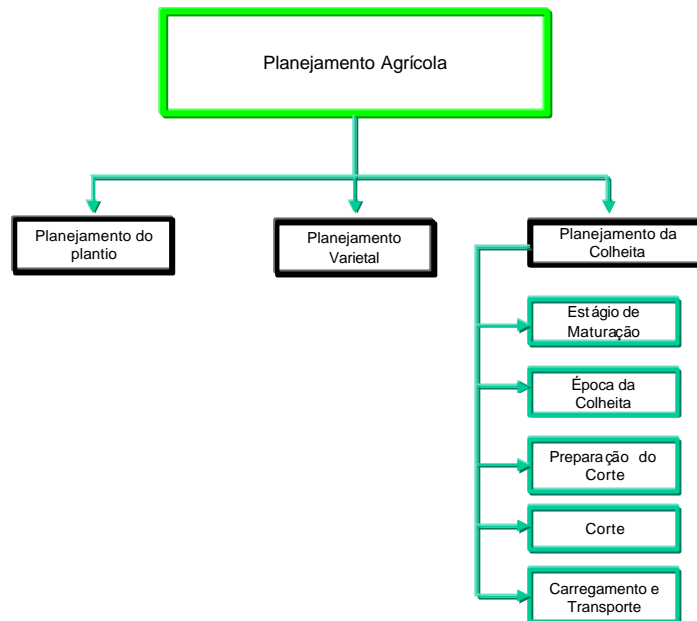 Planejamento Agrícola
Planejamento do
plantio
Planejamento
Varietal
Planejamento da
Colheita
Estágio de
Maturação
Época da
Colheita
Preparação do
Corte
Corte
Carregamento e
Transporte